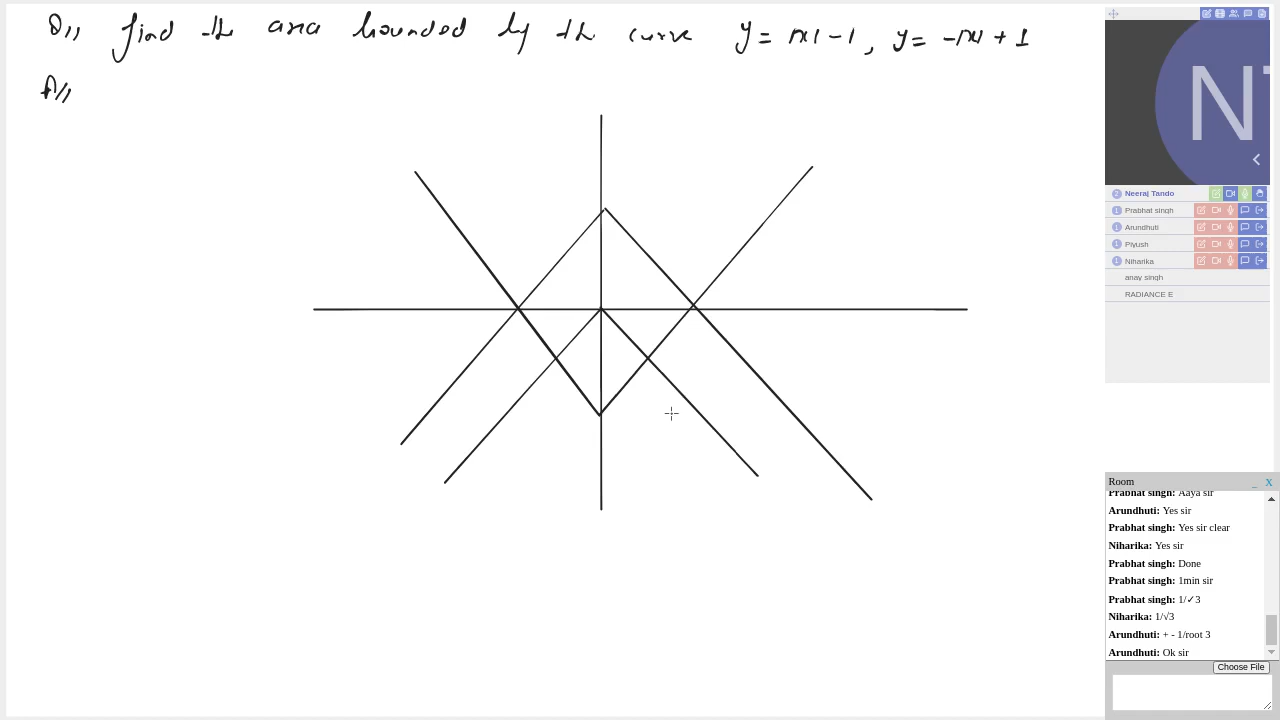 Q,, find the area bounded by the curve y = |x|-1, y = -|x| + 1
A,,
N
Neeraj Tando
Prabhat singh
Arundhuti
Piyush
Niharika
anay singh
RADIANCE E
Room _ X
Prabhat singh: Aaya sir
Arundhuti: Yes sir
Prabhat singh: Yes sir clear
Niharika: Yes sir
Prabhat singh: Done
Prabhat singh: 1min sir
Prabhat singh: 1/✓3
Niharika: 1/√3
Arundhuti: + - 1/root 3
Arundhuti: Ok sir
Choose File